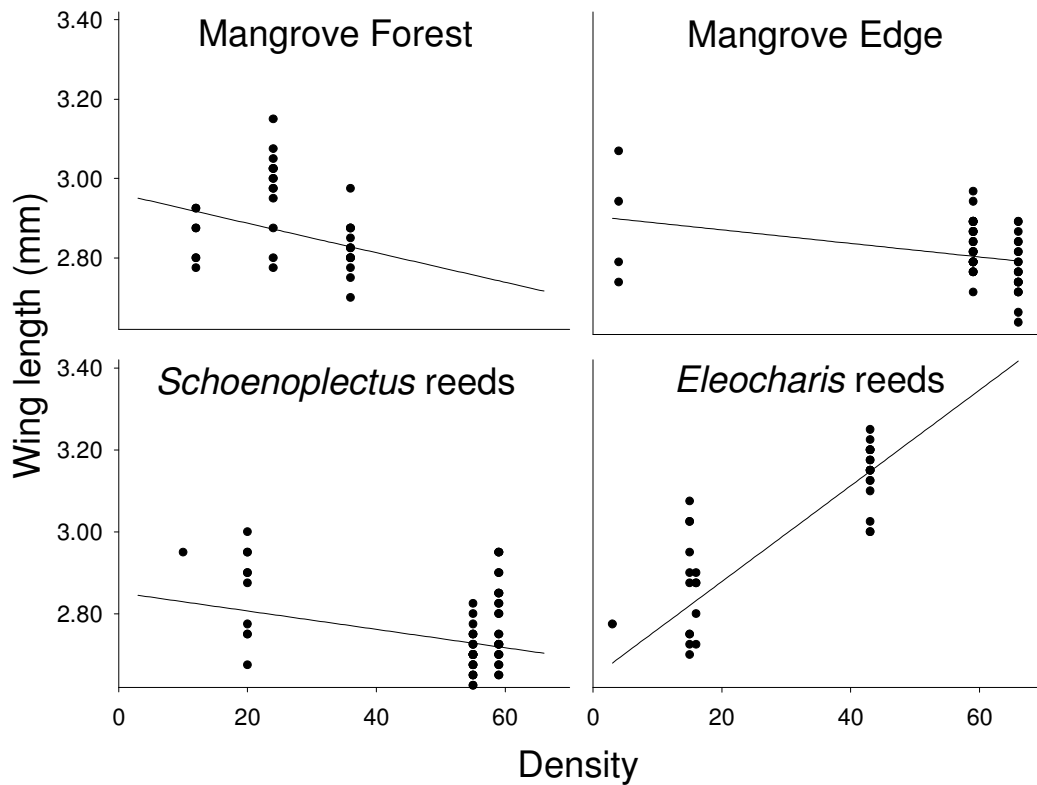 Mangrove Forest
Mangrove Edge
3.40
3.20
3.00
2.80
Schoenoplectus reeds
Eleocharis reeds
3.40
3.20
3.00
2.80
0 20 40 60
0 20 40 60
Wing length (mm)
Density